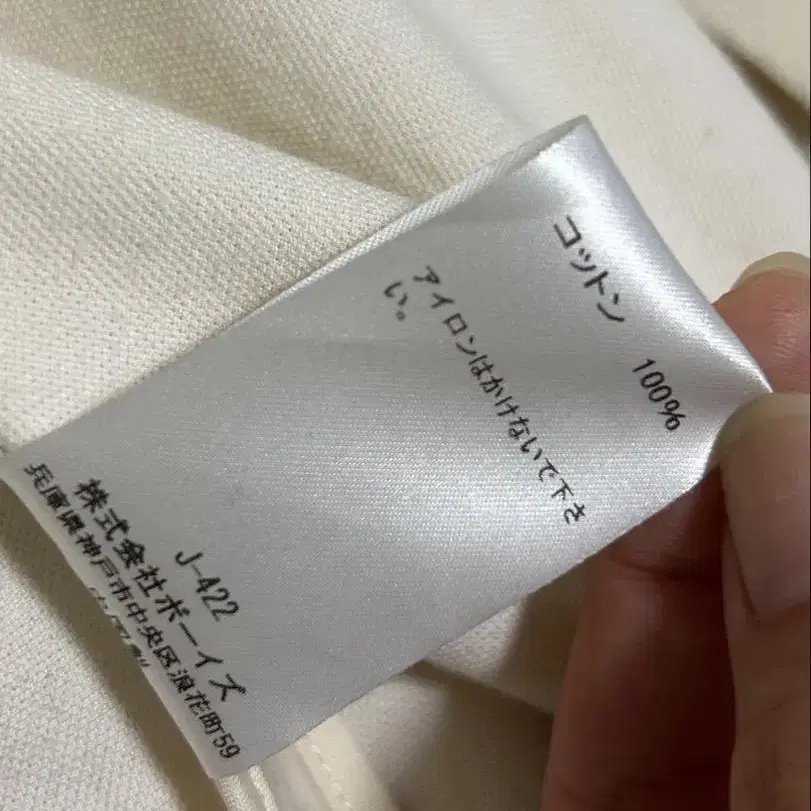 コットン 100%
アイロンはかけないで下さ
い。
J-422
株式会社ボーイズ
兵庫県神戸市中央区浪花町59